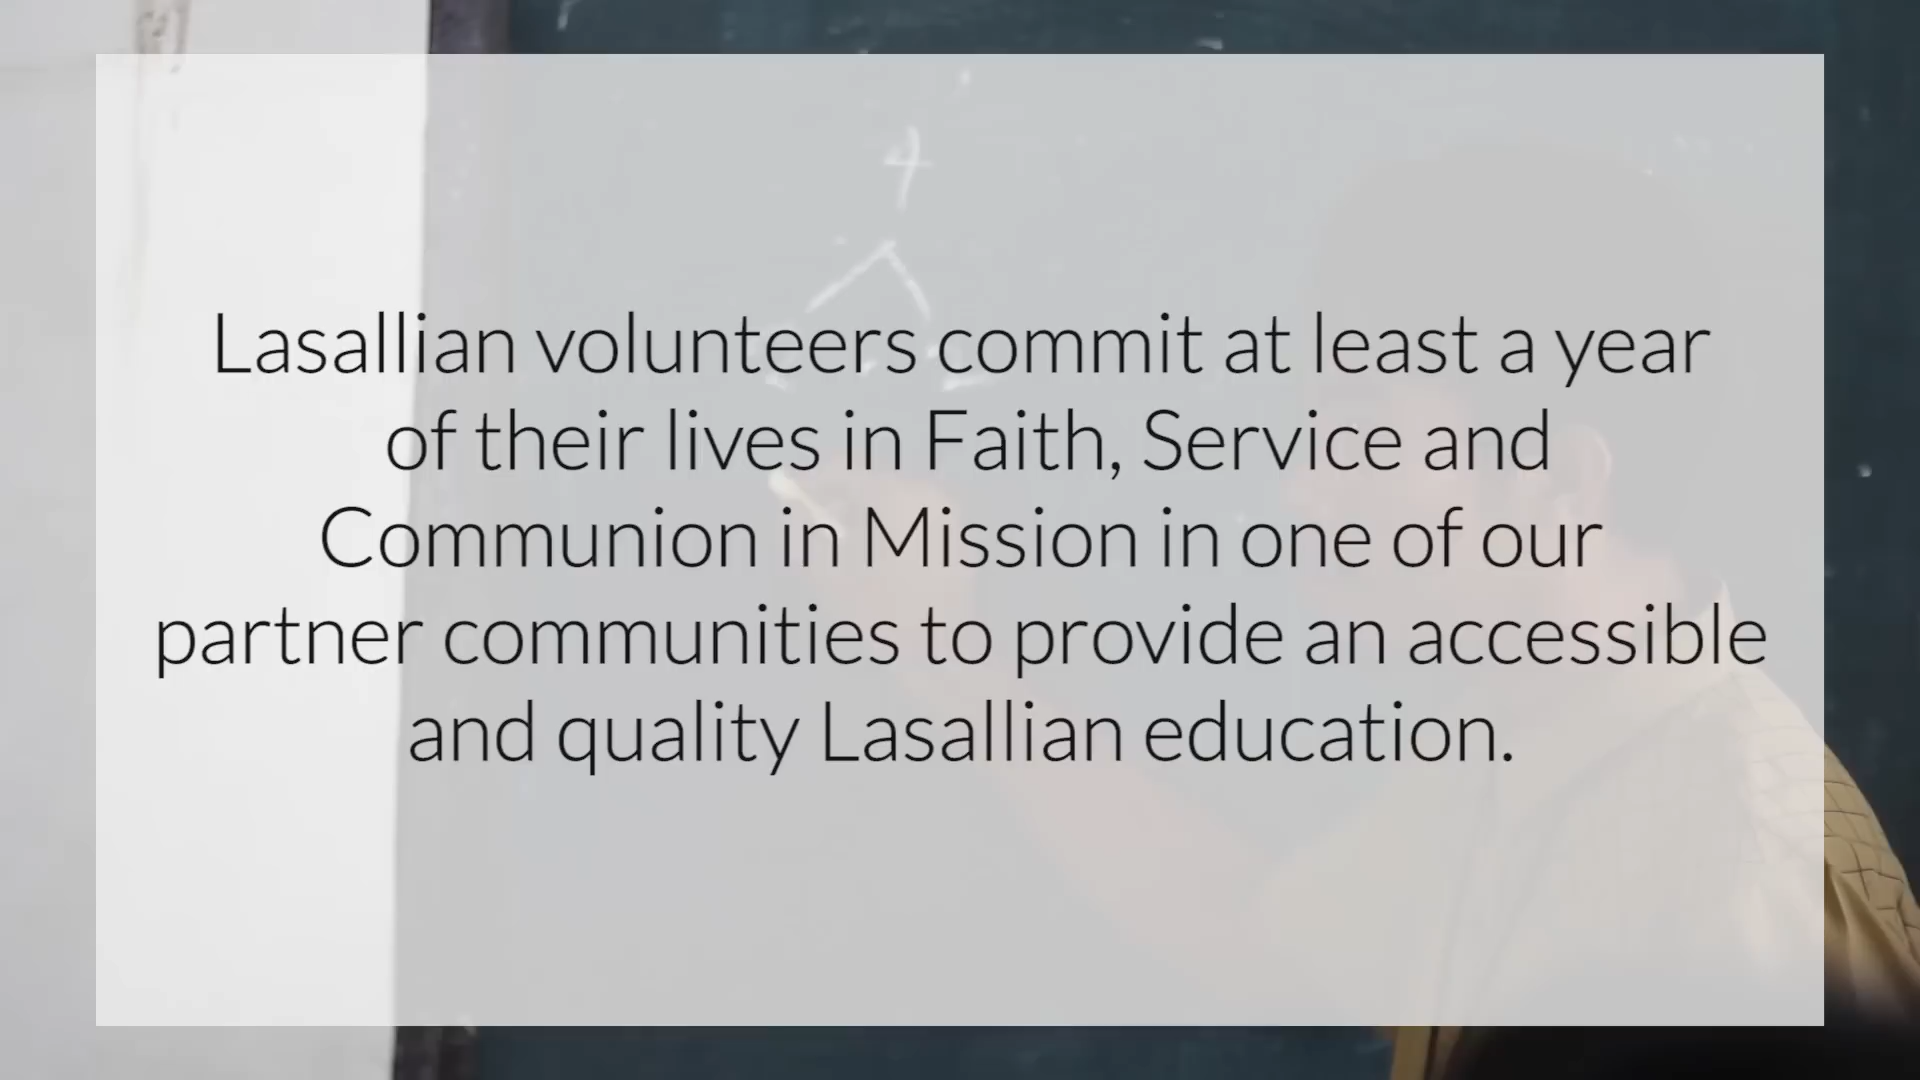 4
Lasallian volunteers commit at least a year
of their lives in Faith, Service and
Communion in Mission in one of our
partner communities to provide an accessible
and quality Lasallian education.